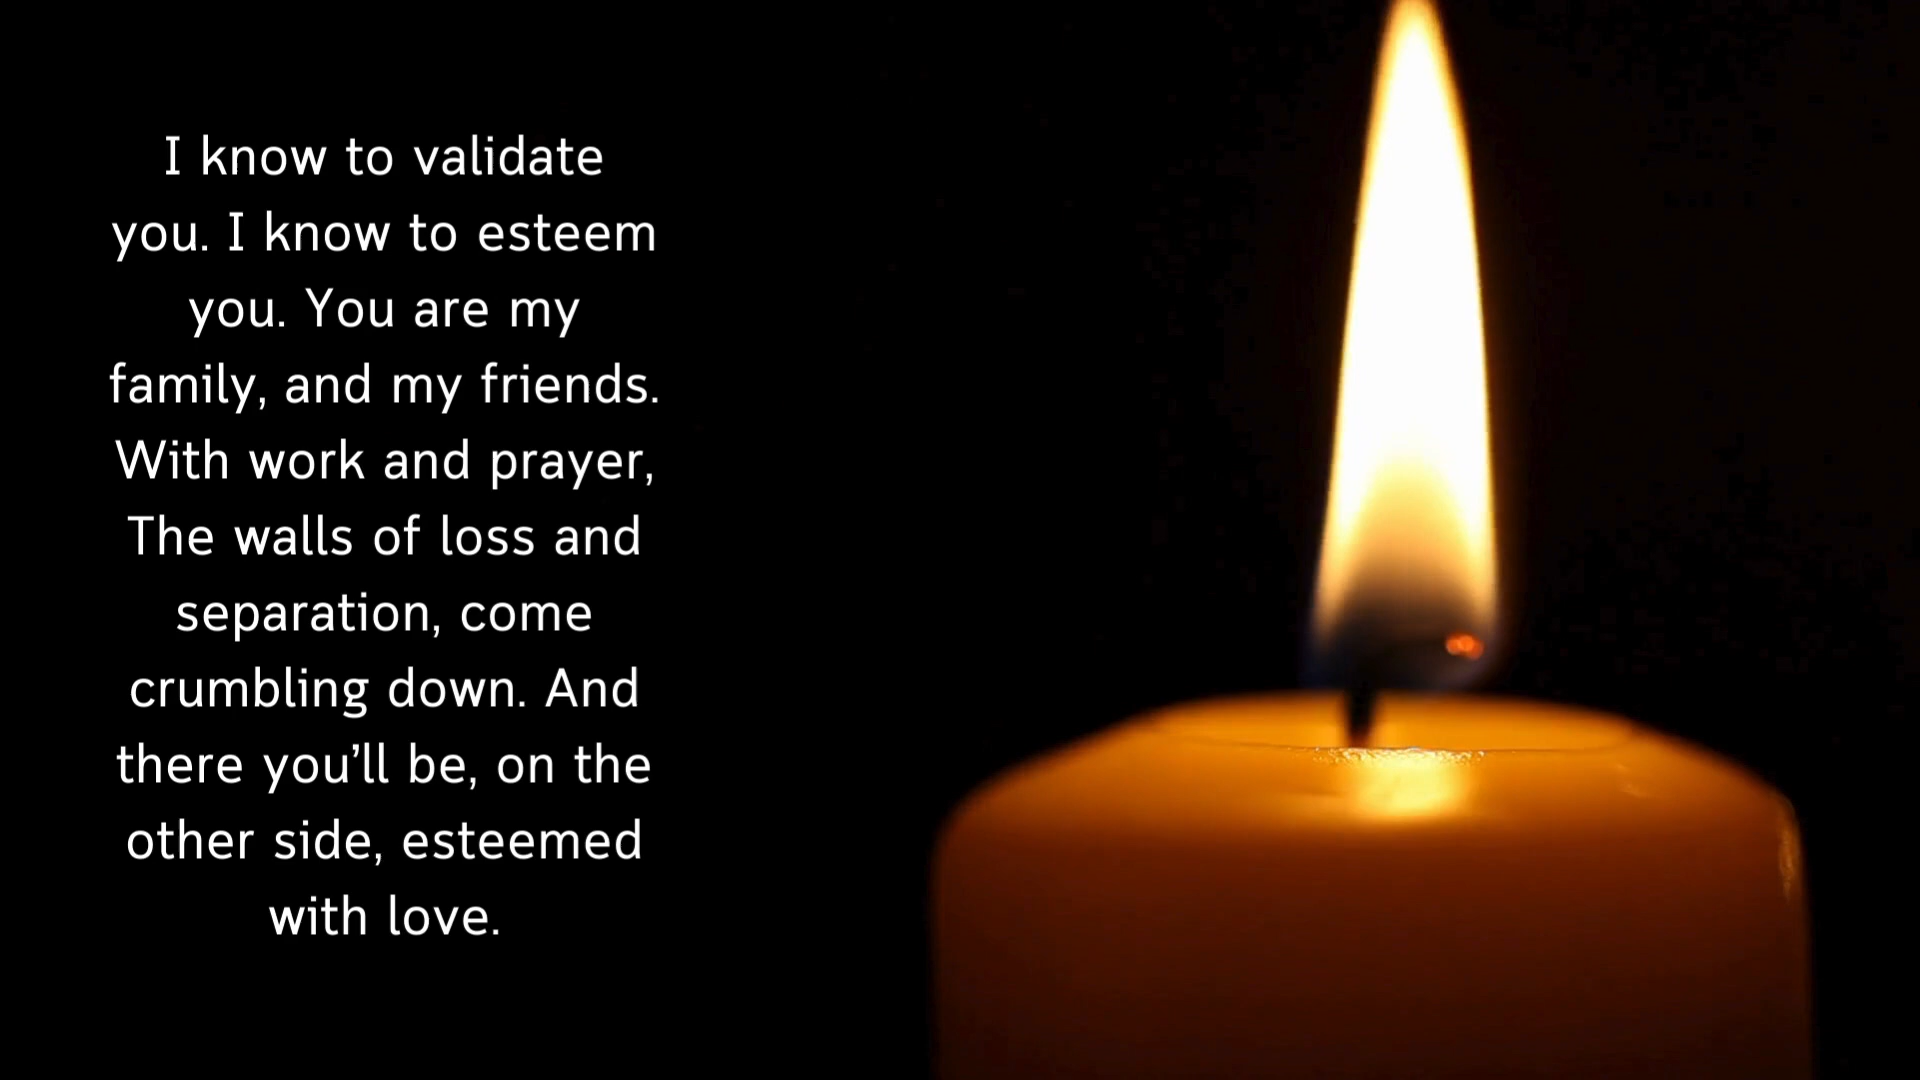 I know to validate
you. I know to esteem
you. You are my
family, and my friends.
With work and prayer,
The walls of loss and
separation, come
crumbling down. And
there you’ll be, on the
other side, esteemed
with love.